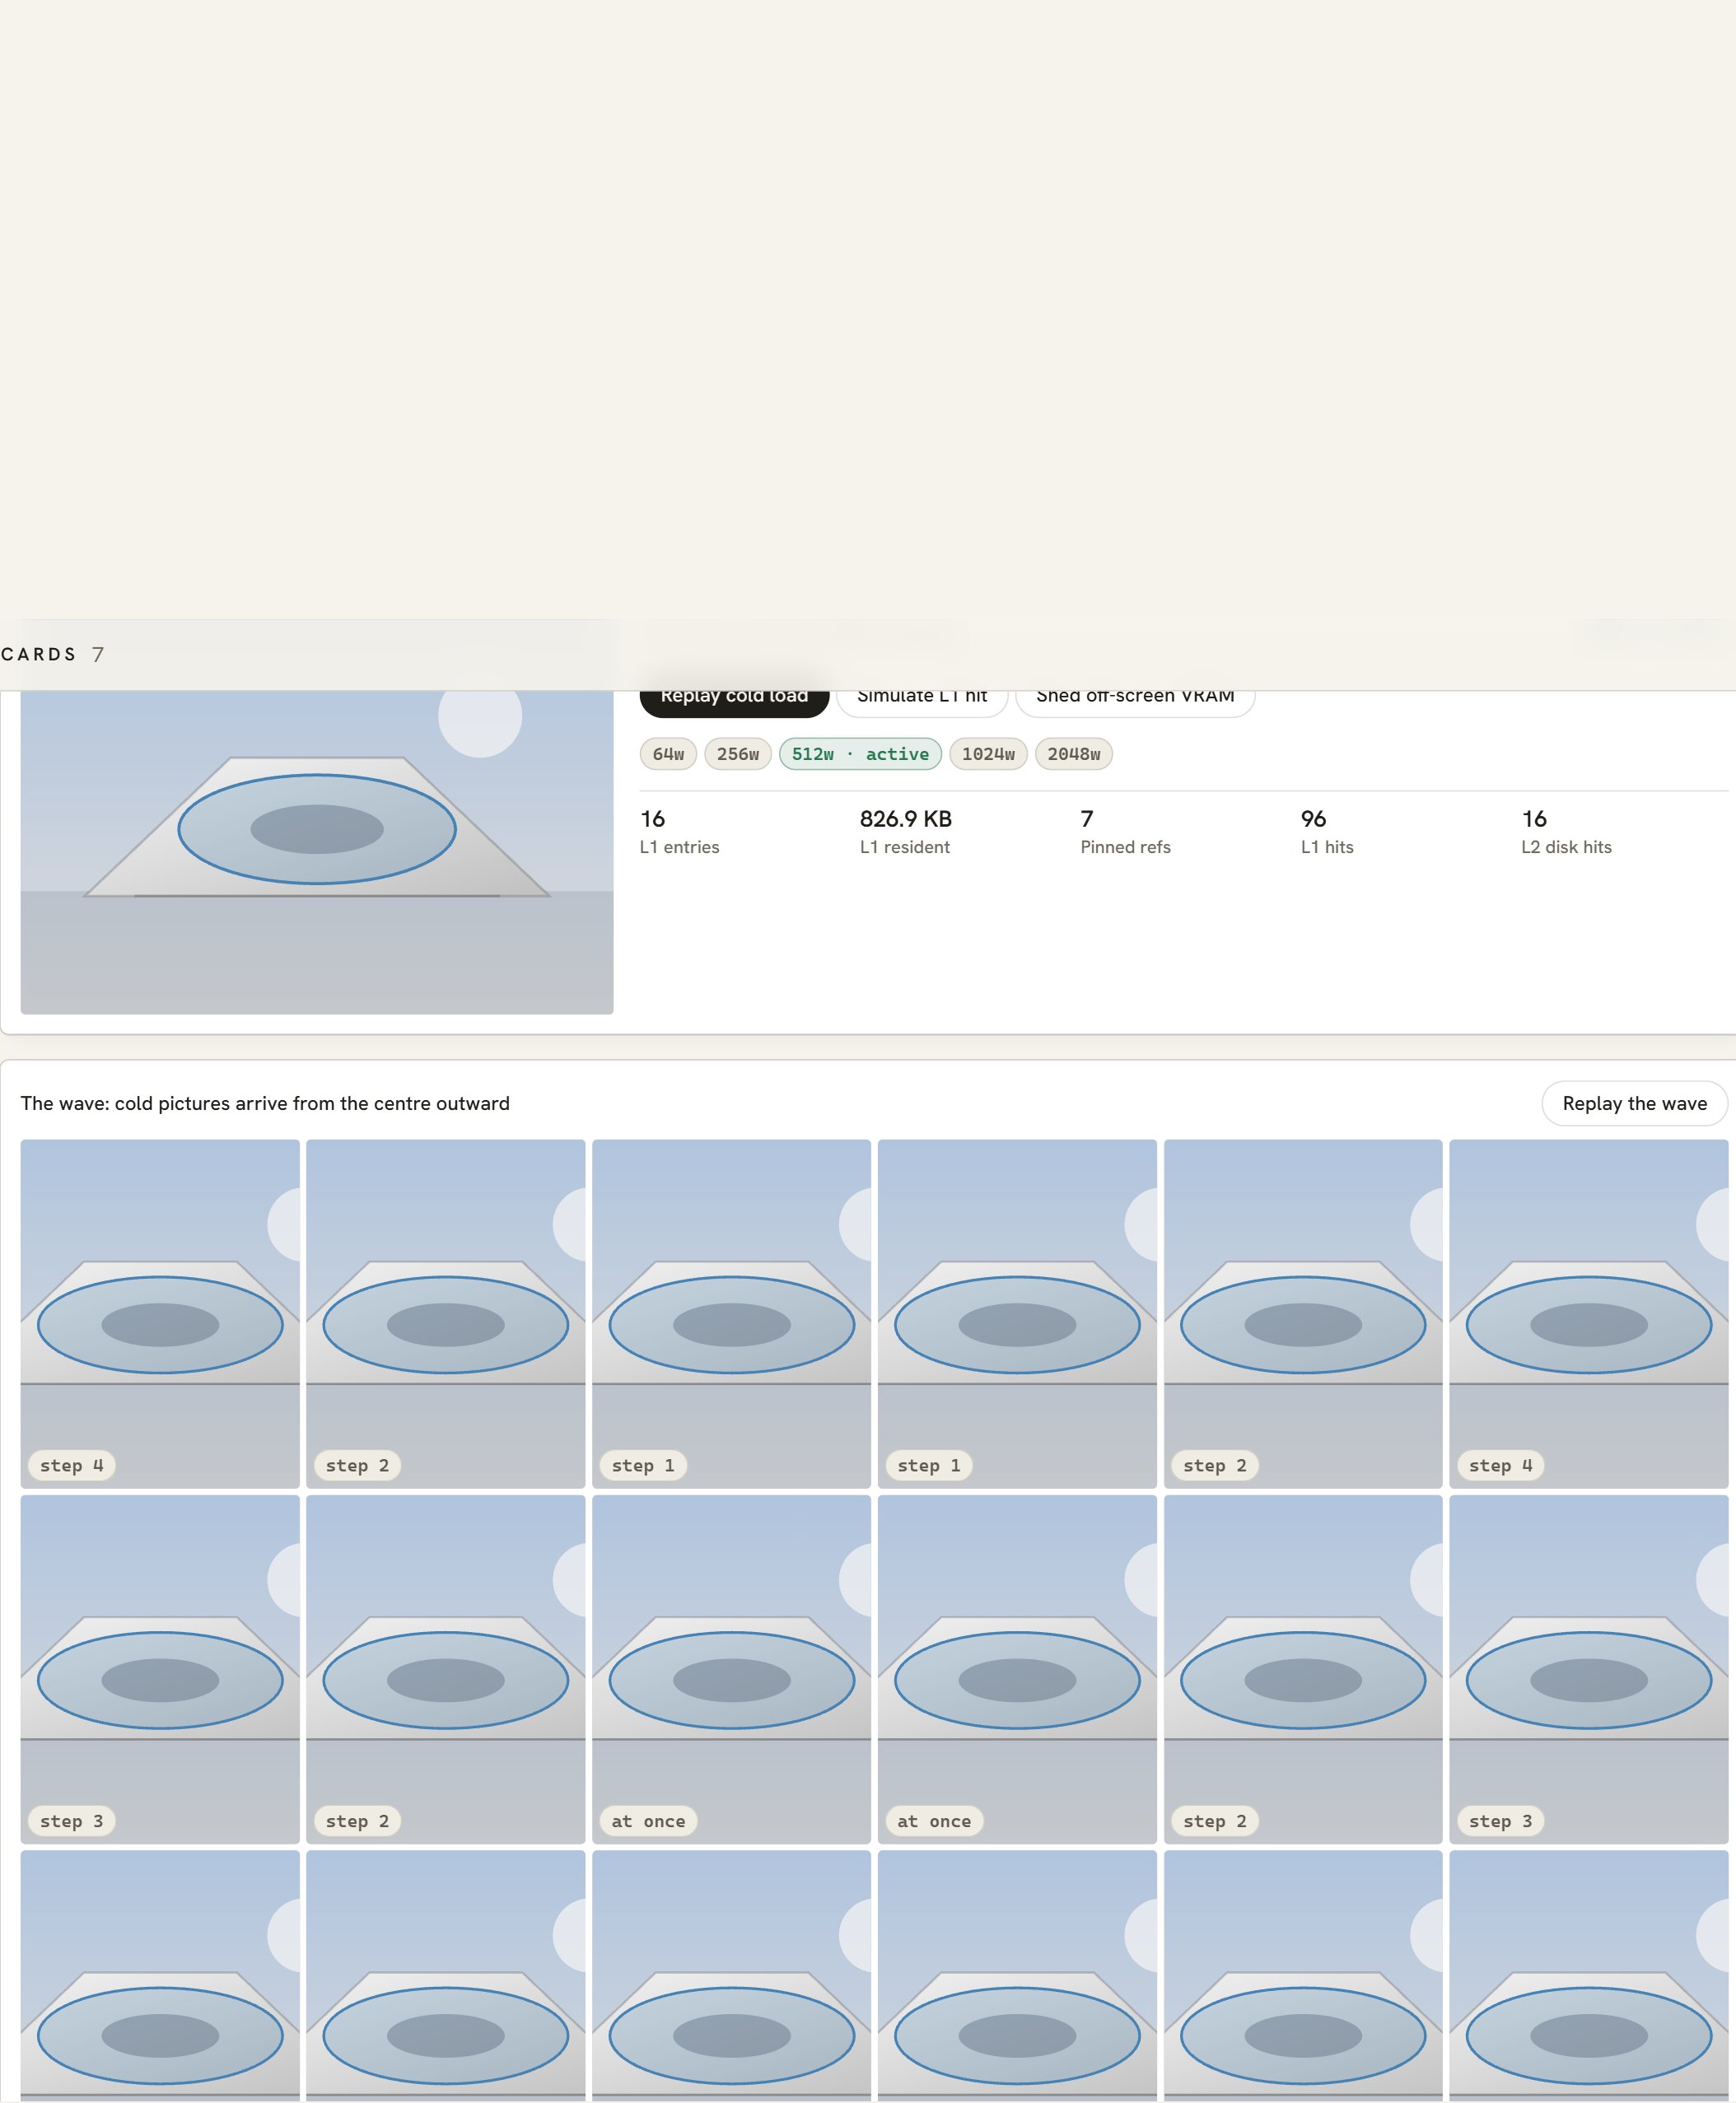 CARDS 7
Replay cold load Simulate L1 hit Shed off-screen VRAM
64w 256w 512w · active 1024w 2048w
16 826.9 KB 7 96 16
L1 entries L1 resident Pinned refs L1 hits L2 disk hits
The wave: cold pictures arrive from the centre outward Replay the wave
step 4 step 2 step 1 step 1 step 2 step 4
step 3 step 2 at once at once step 2 step 3